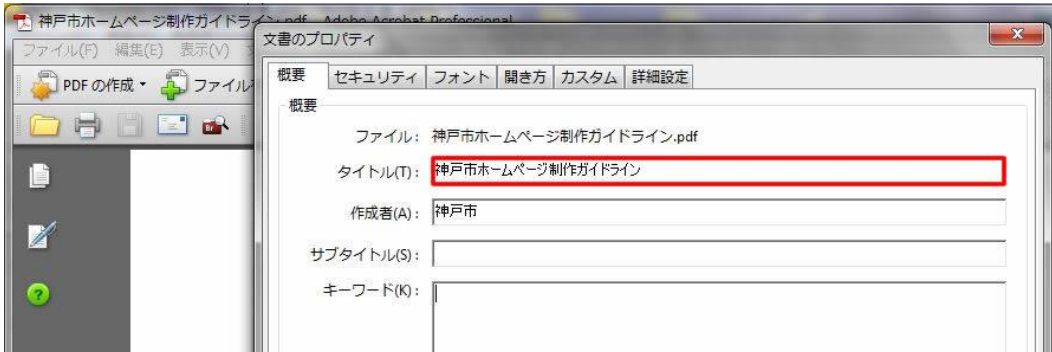 神戸市ホームページ制作ガイドライン.pdf - Adobe Acrobat Professional
ファイル(F) 編集(E) 表示(V)
PDF の作成 ファイル
文書のプロパティ
概要 セキュリティ フォント 開き方 カスタム 詳細設定
概要
ファイル: 神戸市ホームページ制作ガイドライン.pdf
タイトル(T): 神戸市ホームページ制作ガイドライン
作成者(A): 神戸市
サブタイトル(S):
キーワード(K):